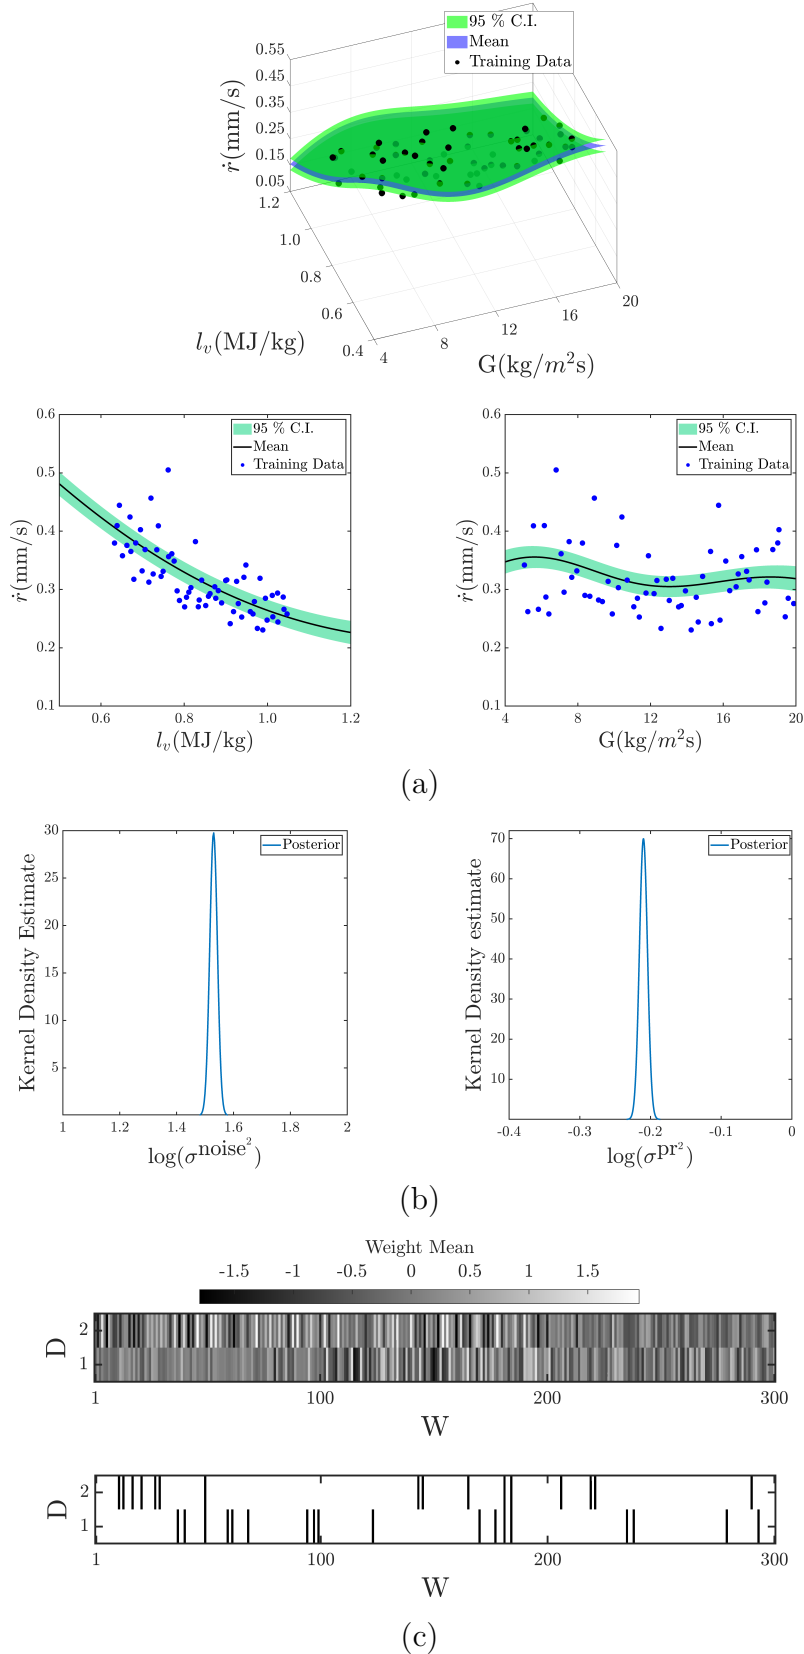 95 % C.I.
Mean
Training Data
0.55
0.45
0.35
0.25
0.15
0.05
ṙ(mm/s)
1.2
1.0
0.8
0.6
0.4
l_v(MJ/kg)
4
8
12
16
20
G(kg/m²s)
0.6
0.5
0.4
0.3
0.2
0.1
ṙ(mm/s)
95 % C.I.
Mean
Training Data
0.6 0.8 1.0 1.2
l_v(MJ/kg)
0.6
0.5
0.4
0.3
0.2
0.1
ṙ(mm/s)
95 % C.I.
Mean
Training Data
4 8 12 16 20
G(kg/m²s)
(a)
30
25
20
15
10
5
Kernel Density Estimate
Posterior
1 1.2 1.4 1.6 1.8 2
log(σ^noise²)
70
60
50
40
30
20
10
Kernel Density estimate
Posterior
-0.4 -0.3 -0.2 -0.1 0
log(σ^pr²)
(b)
Weight Mean
-1.5 -1 -0.5 0 0.5 1 1.5
D
2
1
1 100 200 300
W
D
2
1
1 100 200 300
W
(c)